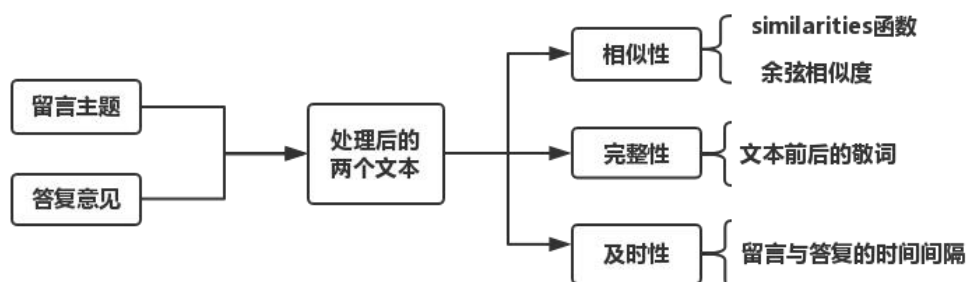 留言主题
答复意见
处理后的
两个文本
相似性
similarities函数
余弦相似度
完整性
文本前后的敬词
及时性
留言与答复的时间间隔